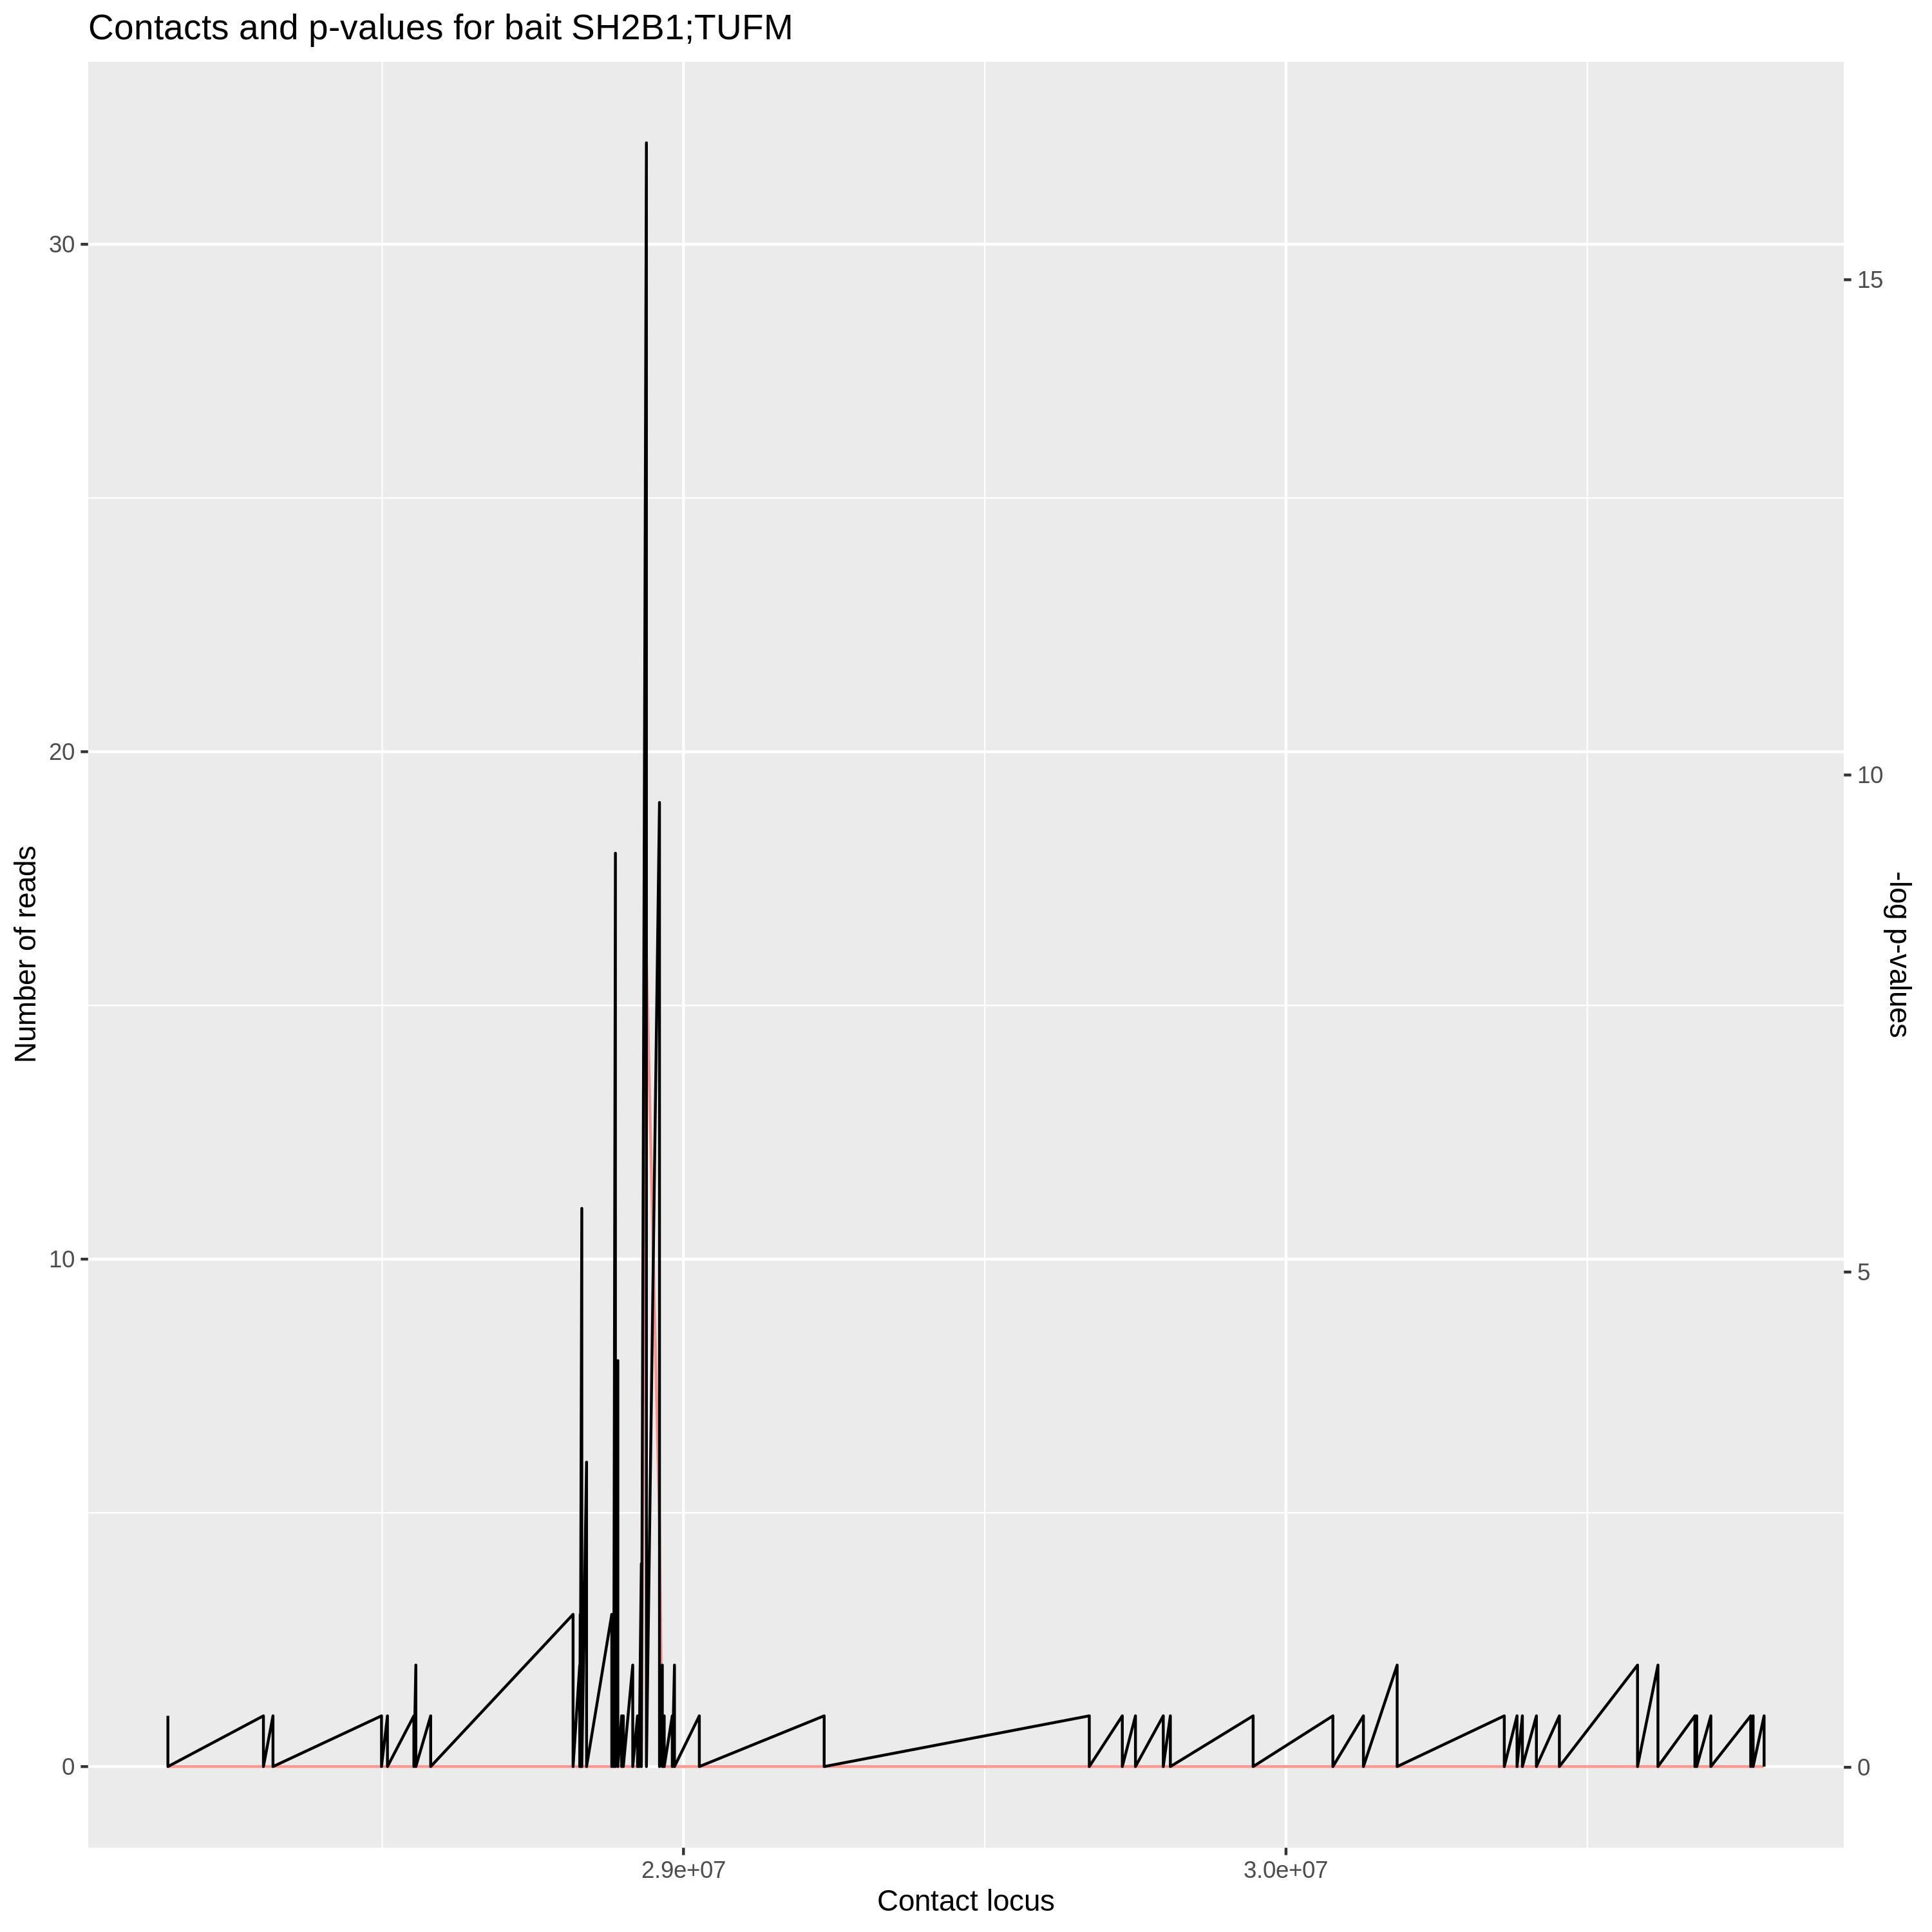 Contacts and p-values for bait SH2B1;TUFM
30
20
10
0
15
10
5
0
Number of reads
-log p-values
2.9e+07
3.0e+07
Contact locus